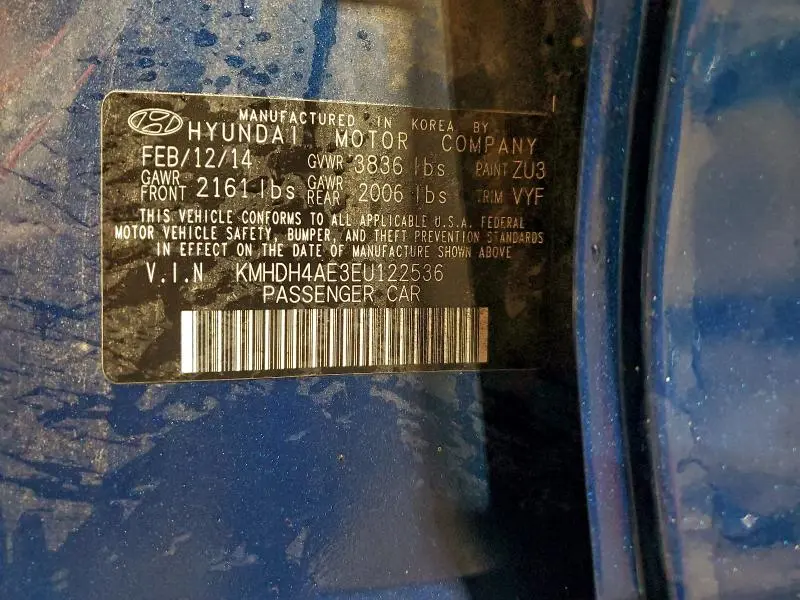 MANUFACTURED IN KOREA BY
HYUNDAI MOTOR COMPANY
FEB/12/14 GVWR 3836 lbs PAINT ZU3
GAWR FRONT 2161 lbs GAWR REAR 2006 lbs TRIM VYF
THIS VEHICLE CONFORMS TO ALL APPLICABLE U.S.A. FEDERAL
MOTOR VEHICLE SAFETY, BUMPER, AND THEFT PREVENTION STANDARDS
IN EFFECT ON THE DATE OF MANUFACTURE SHOWN ABOVE
V.I.N KMHDH4AE3EU122536
PASSENGER CAR